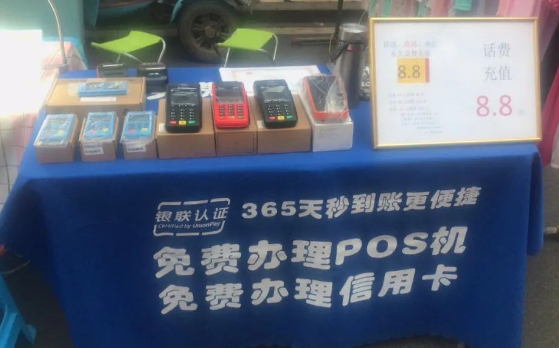 话费
充值
8.8
8.8
银联认证
Certified by UnionPay
365天秒到账更便捷
免费办理POS机
免费办理信用卡